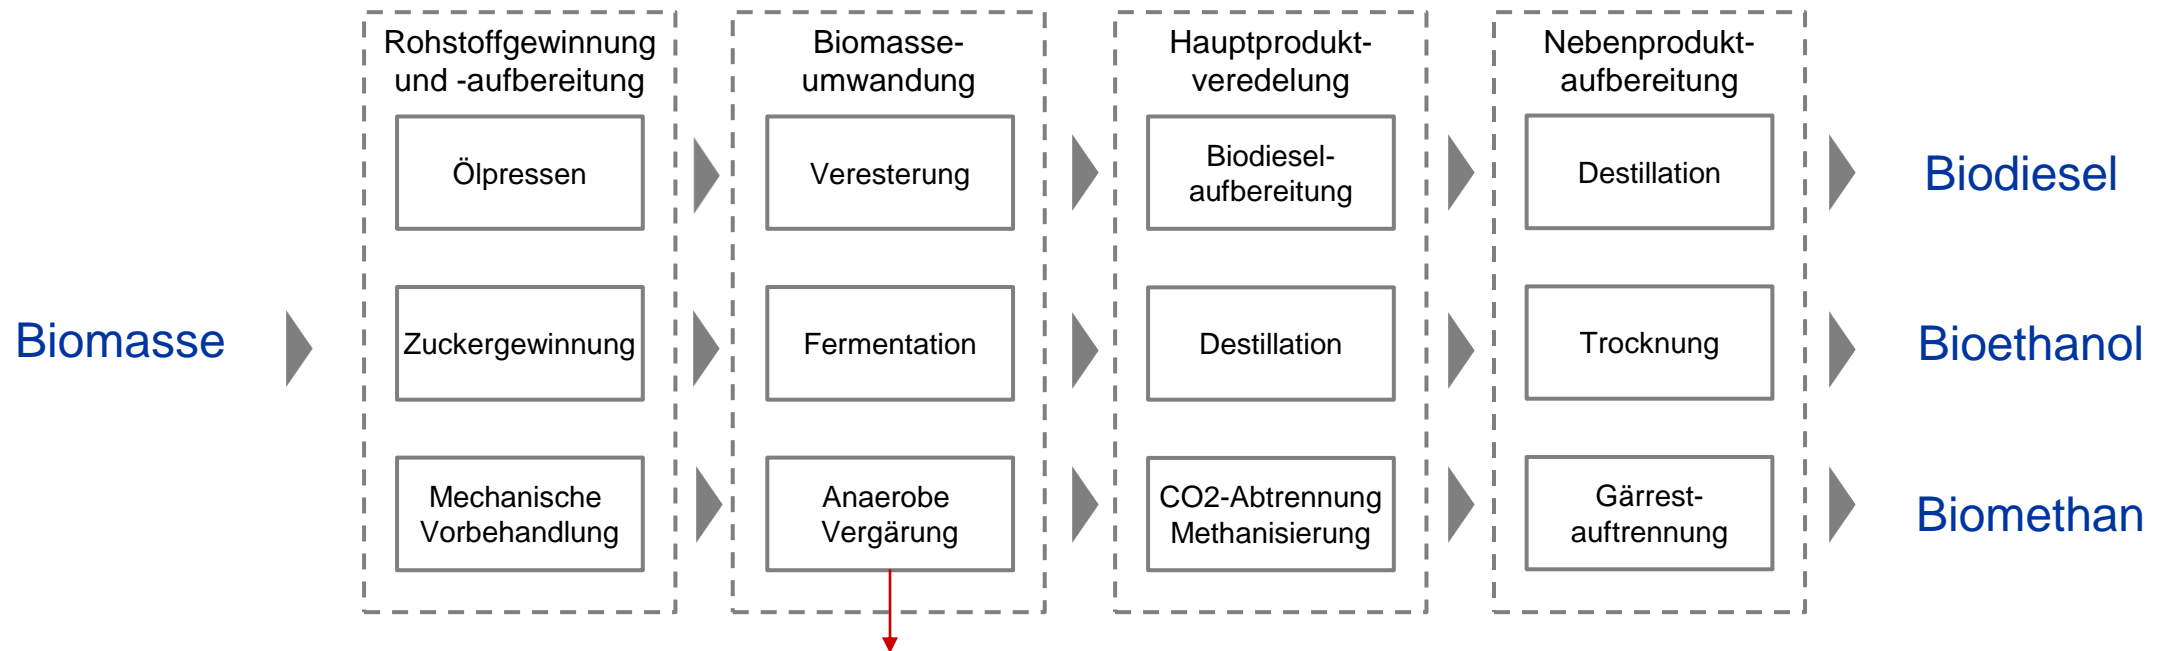 Rohstoffgewinnung
und -aufbereitung
Biomasse-
umwandung
Hauptprodukt-
veredelung
Nebenprodukt-
aufbereitung
Ölpressen
Veresterung
Biodiesel-
aufbereitung
Destillation
Biodiesel
Biomasse
Zuckergewinnung
Fermentation
Destillation
Trocknung
Bioethanol
Mechanische
Vorbehandlung
Anaerobe
Vergärung
CO2-Abtrennung
Methanisierung
Gärrest-
auftrennung
Biomethan